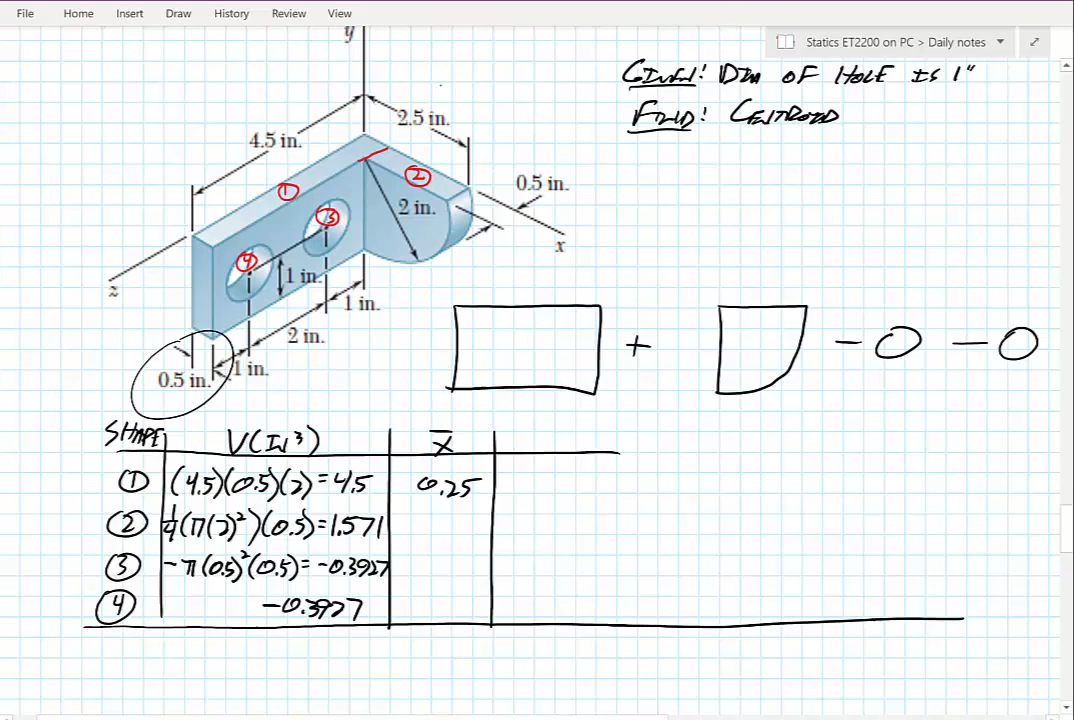 File Home Insert Draw History Review View
Statics ET2200 on PC > Daily notes
GIVEN! DIM OF HOLE IS 1"
FIND! CENTROID
y
4.5 in.
2.5 in.
0.5 in.
x
z
① ② ③ ④
2 in.
1 in.
1 in.
2 in.
1 in.
0.5 in.
+ - -
SHAPE V(IN³) x̄
① (4.5)(0.5)(2)=4.5 0.25
② 1/4(π(2)²)(0.5)=1.571
③ -π(0.5)²(0.5)=-0.3927
④ -0.3927